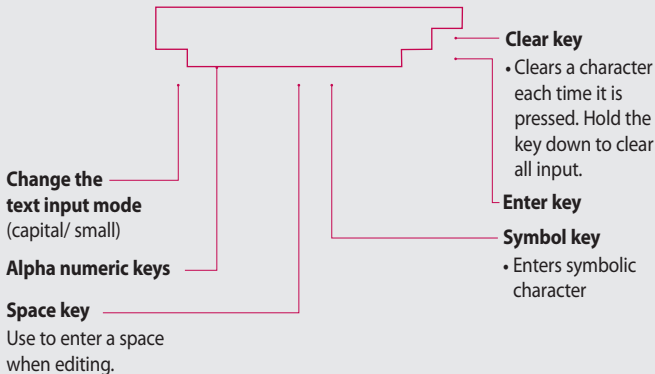 Clear key
• Clears a character
each time it is
pressed. Hold the
key down to clear
all input.
Change the
text input mode
(capital/ small)
Enter key
Symbol key
• Enters symbolic
character
Alpha numeric keys
Space key
Use to enter a space
when editing.